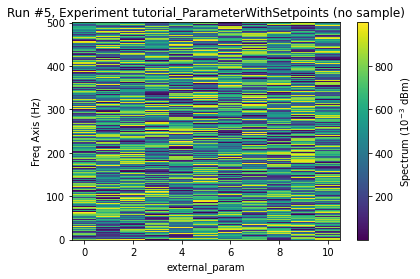 Run #5, Experiment tutorial_ParameterWithSetpoints (no sample)
500
400
300
200
100
0
Freq Axis (Hz)
0 2 4 6 8 10
external_param
800
600
400
200
Spectrum (10⁻³ dBm)